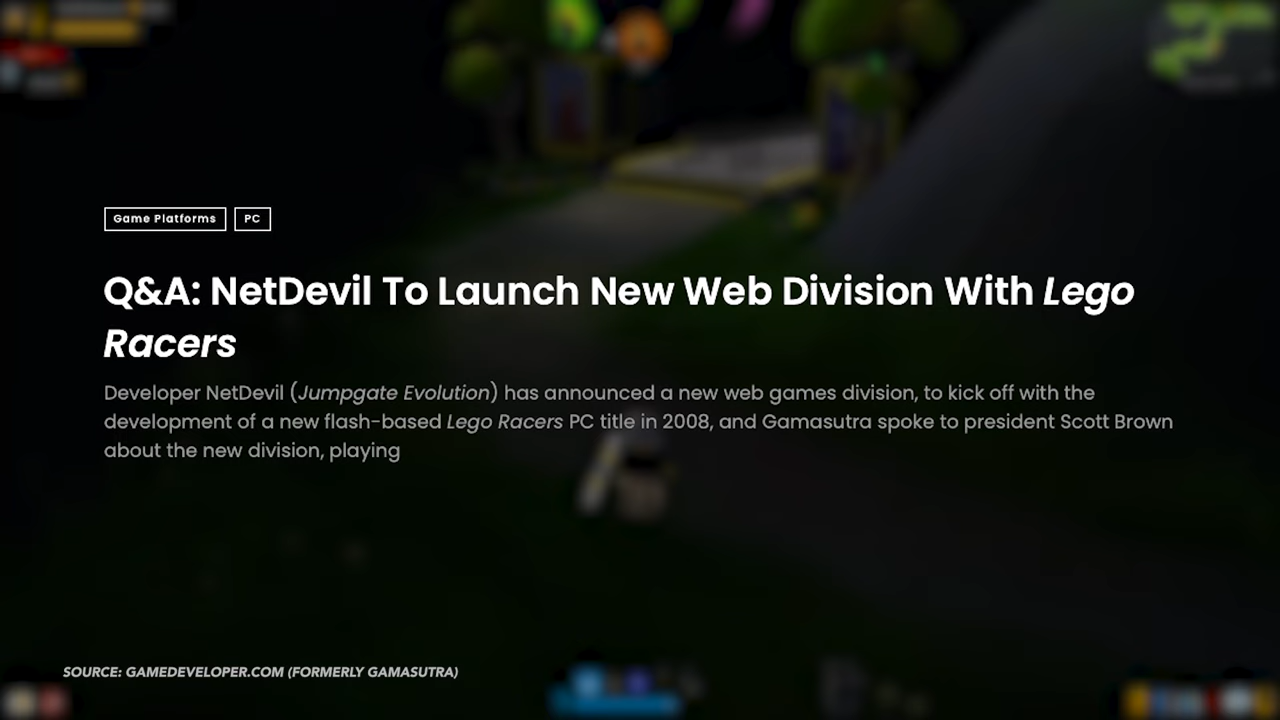 Game Platforms PC
Q&A: NetDevil To Launch New Web Division With Lego
Racers
Developer NetDevil (Jumpgate Evolution) has announced a new web games division, to kick off with the
development of a new flash-based Lego Racers PC title in 2008, and Gamasutra spoke to president Scott Brown
about the new division, playing
SOURCE: GAMEDEVELOPER.COM (FORMERLY GAMASUTRA)